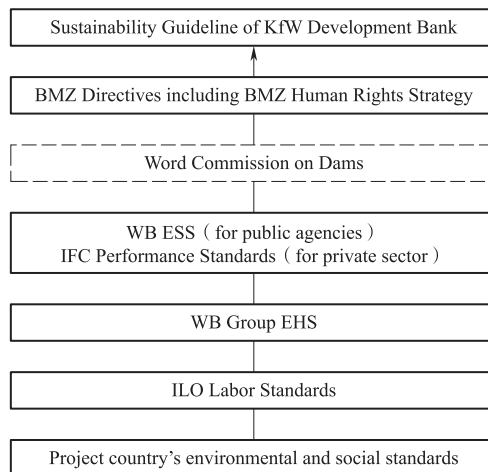 Sustainability Guideline of KfW Development Bank
BMZ Directives including BMZ Human Rights Strategy
Word Commission on Dams
WB ESS ( for public agencies )
IFC Performance Standards ( for private sector )
WB Group EHS
ILO Labor Standards
Project country's environmental and social standards